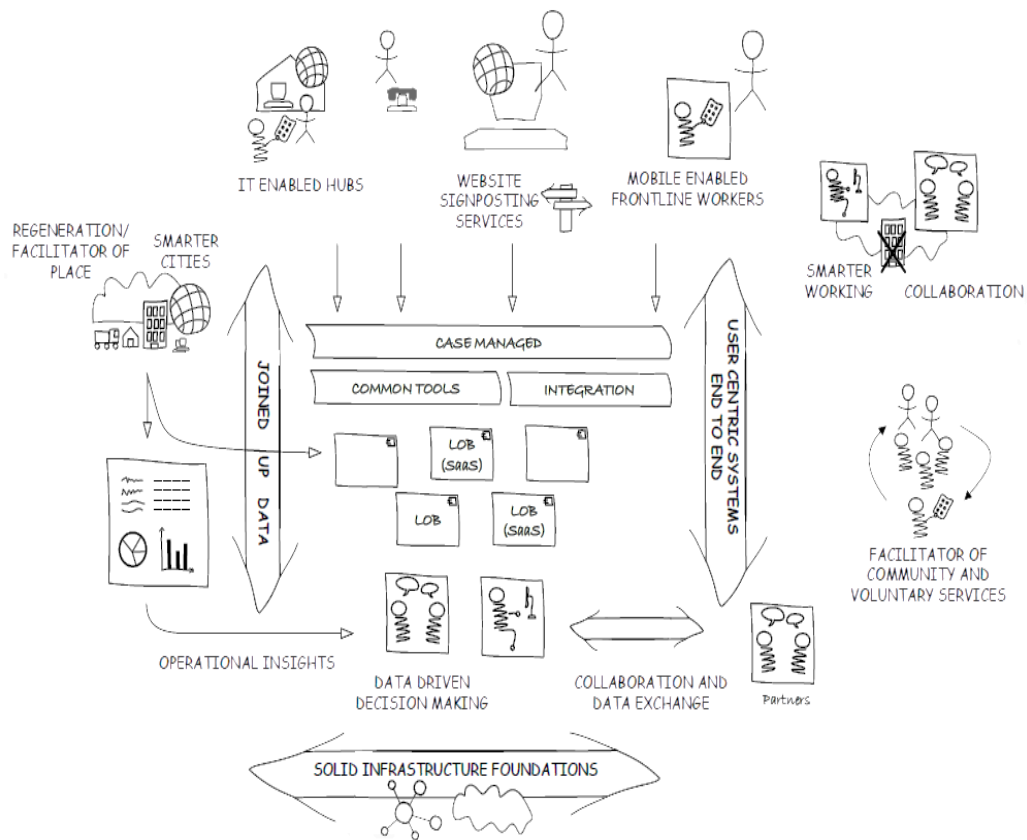 IT ENABLED HUBS
WEBSITE
SIGNPOSTING
SERVICES
MOBILE ENABLED
FRONTLINE WORKERS
REGENERATION/
FACILITATOR OF
PLACE
SMARTER
CITIES
SMARTER
WORKING
COLLABORATION
CASE MANAGED
COMMON TOOLS
INTEGRATION
JOINED UP DATA
USER CENTRIC SYSTEMS
END TO END
LOB
(SaaS)
LOB
LOB
(SaaS)
FACILITATOR OF
COMMUNITY AND
VOLUNTARY SERVICES
OPERATIONAL INSIGHTS
DATA DRIVEN
DECISION MAKING
COLLABORATION AND
DATA EXCHANGE
Partners
SOLID INFRASTRUCTURE FOUNDATIONS